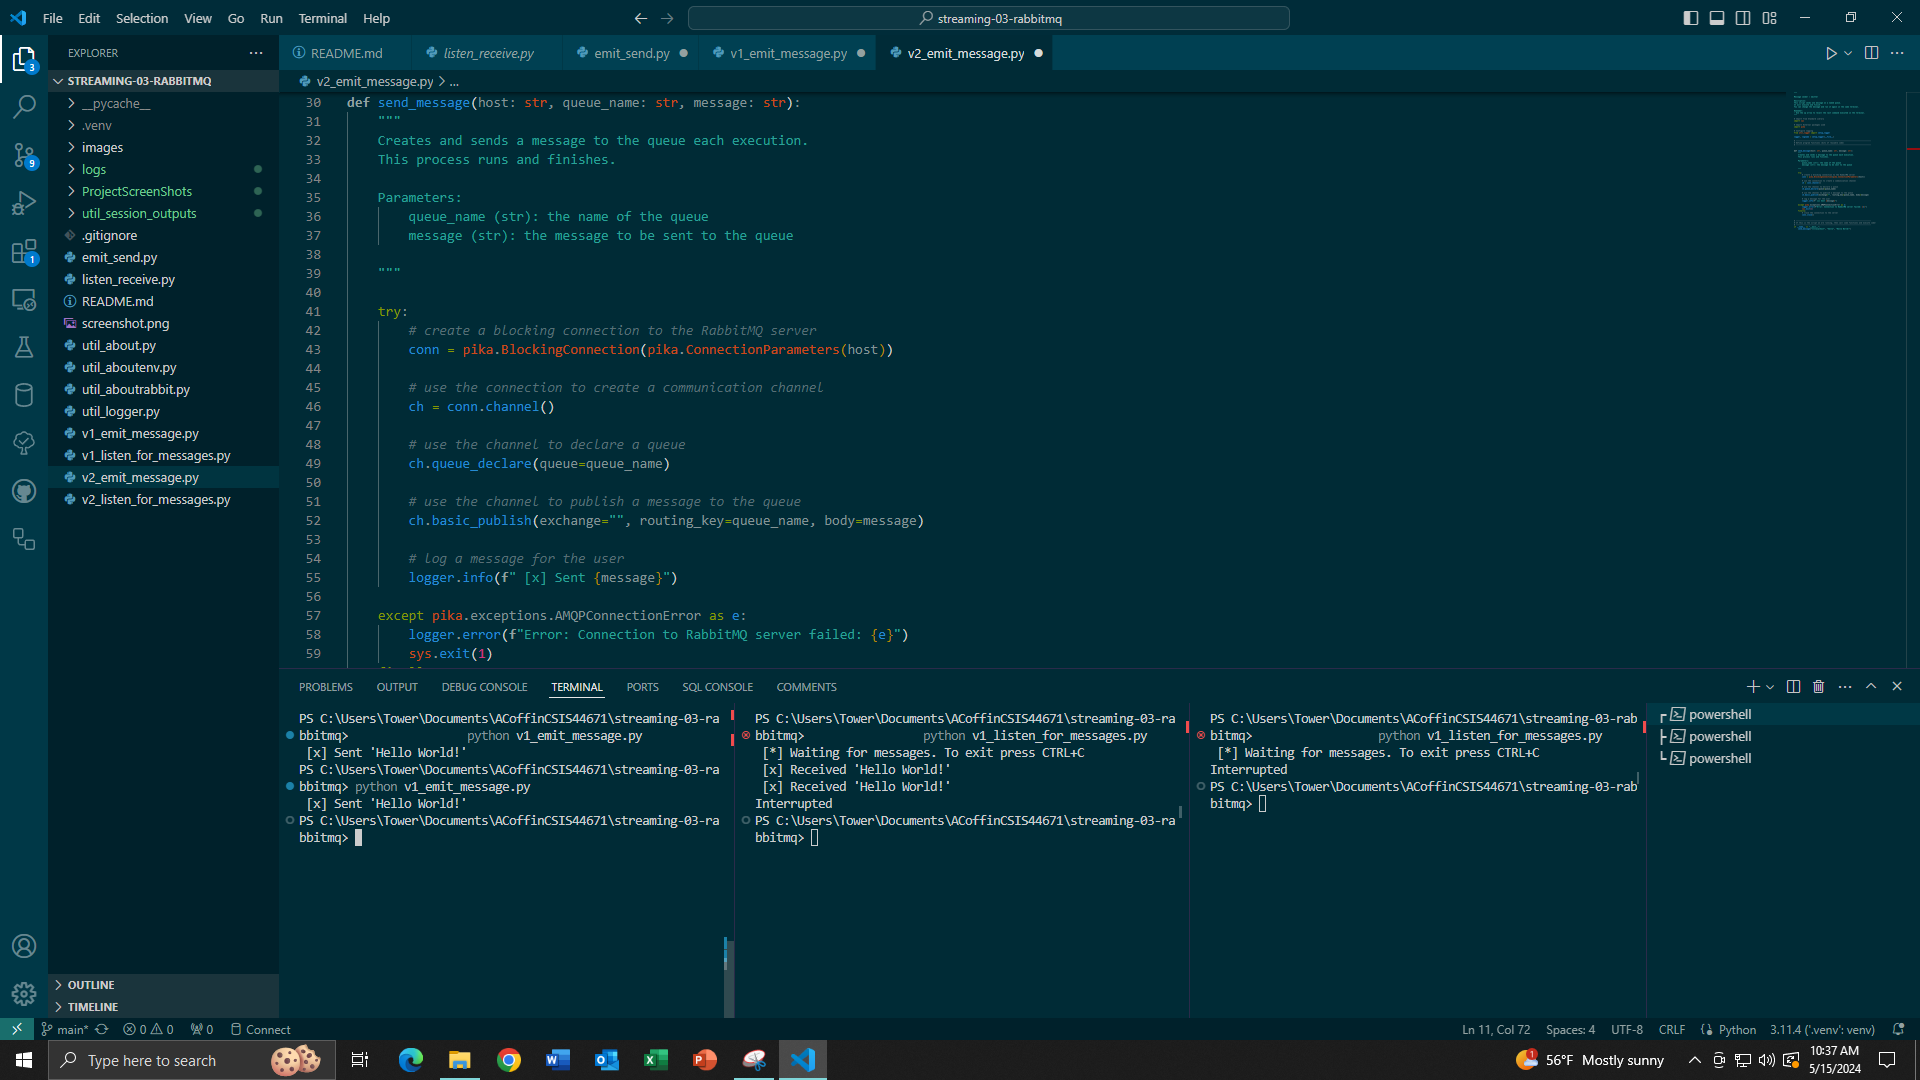 File Edit Selection View Go Run Terminal Help
streaming-03-rabbitmq
EXPLORER
README.md listen_receive.py emit_send.py v1_emit_message.py v2_emit_message.py
v2_emit_message.py > ...
STREAMING-03-RABBITMQ
__pycache__
.venv
images
logs
ProjectScreenShots
util_session_outputs
.gitignore
emit_send.py
listen_receive.py
README.md
screenshot.png
util_about.py
util_aboutenv.py
util_aboutrabbit.py
util_logger.py
v1_emit_message.py
v1_listen_for_messages.py
v2_emit_message.py
v2_listen_for_messages.py
OUTLINE
TIMELINE
3
9
1
30 def send_message(host: str, queue_name: str, message: str):
31 """
32 Creates and sends a message to the queue each execution.
33 This process runs and finishes.
34
35 Parameters:
36 queue_name (str): the name of the queue
37 message (str): the message to be sent to the queue
38
39 """
40
41 try:
42 # create a blocking connection to the RabbitMQ server
43 conn = pika.BlockingConnection(pika.ConnectionParameters(host))
44
45 # use the connection to create a communication channel
46 ch = conn.channel()
47
48 # use the channel to declare a queue
49 ch.queue_declare(queue=queue_name)
50
51 # use the channel to publish a message to the queue
52 ch.basic_publish(exchange="", routing_key=queue_name, body=message)
53
54 # log a message for the user
55 logger.info(f" [x] Sent {message}")
56
57 except pika.exceptions.AMQPConnectionError as e:
58 logger.error(f"Error: Connection to RabbitMQ server failed: {e}")
59 sys.exit(1)
PROBLEMS OUTPUT DEBUG CONSOLE TERMINAL PORTS SQL CONSOLE COMMENTS
PS C:\Users\Tower\Documents\ACoffinCSIS44671\streaming-03-ra
bbitmq> python v1_emit_message.py
[x] Sent 'Hello World!'
PS C:\Users\Tower\Documents\ACoffinCSIS44671\streaming-03-ra
bbitmq> python v1_emit_message.py
[x] Sent 'Hello World!'
PS C:\Users\Tower\Documents\ACoffinCSIS44671\streaming-03-ra
bbitmq>
PS C:\Users\Tower\Documents\ACoffinCSIS44671\streaming-03-ra
bbitmq> python v1_listen_for_messages.py
[*] Waiting for messages. To exit press CTRL+C
[x] Received 'Hello World!'
[x] Received 'Hello World!'
Interrupted
PS C:\Users\Tower\Documents\ACoffinCSIS44671\streaming-03-ra
bbitmq>
PS C:\Users\Tower\Documents\ACoffinCSIS44671\streaming-03-rab
bitmq> python v1_listen_for_messages.py
[*] Waiting for messages. To exit press CTRL+C
Interrupted
PS C:\Users\Tower\Documents\ACoffinCSIS44671\streaming-03-rab
bitmq>
powershell
powershell
powershell
main* 0 0 0 Connect
Ln 11, Col 72 Spaces: 4 UTF-8 CRLF Python 3.11.4 ('.venv': venv)
Type here to search
1
56°F Mostly sunny
10:37 AM
5/15/2024